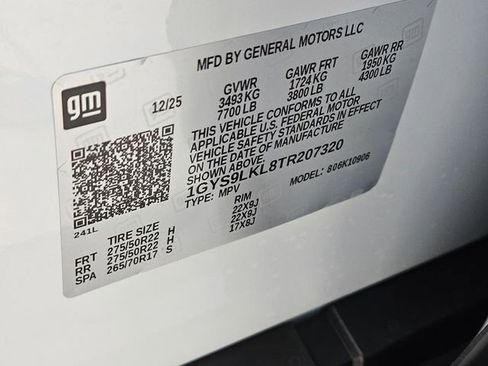 gm
MFD BY GENERAL MOTORS LLC
12/25
GVWR GAWR FRT GAWR RR
3493 KG 1724 KG 1950 KG
7700 LB 3800 LB 4300 LB
THIS VEHICLE CONFORMS TO ALL
APPLICABLE U.S. FEDERAL MOTOR
VEHICLE SAFETY STANDARDS IN EFFECT
ON THE DATE OF MANUFACTURE
SHOWN ABOVE.
1GYS9LKL8TR207320
TYPE: MPV MODEL: 806K10906
241L
TIRE SIZE RIM
FRT 275/50R22 H 22X9J
RR 275/50R22 H 22X9J
SPA 265/70R17 S 17X8J